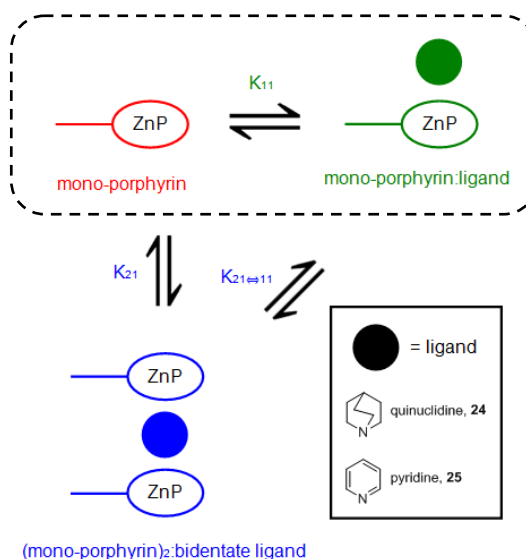 K₁₁
ZnP
ZnP
mono-porphyrin
mono-porphyrin:ligand
K₂₁
K₂₁⇔₁₁
ZnP
ZnP
(mono-porphyrin)₂:bidentate ligand
= ligand
N
quinuclidine, 24
N
pyridine, 25